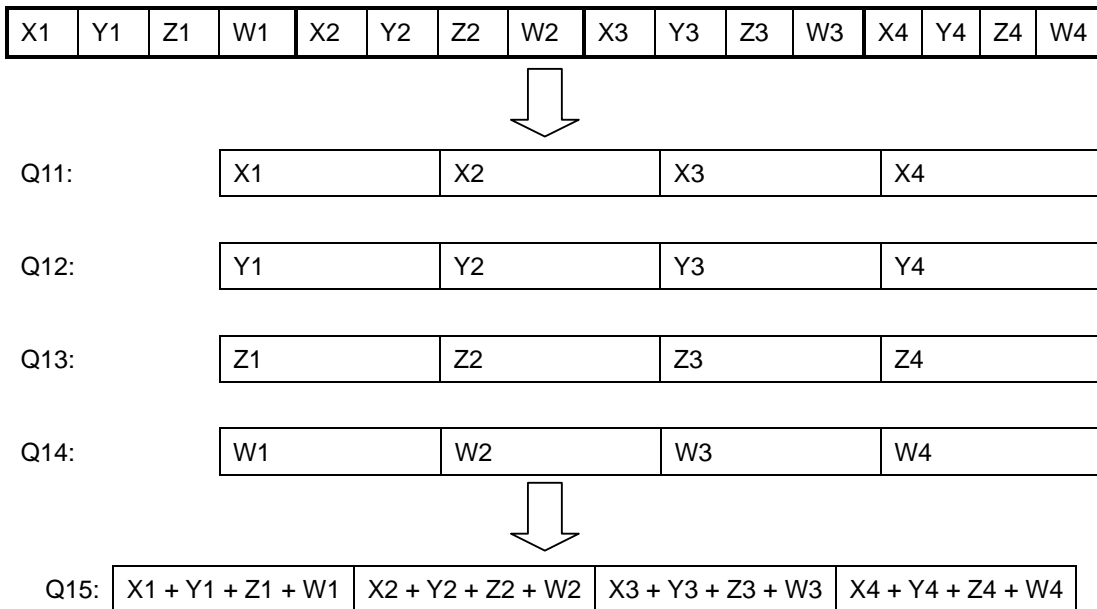 X1 Y1 Z1 W1 X2 Y2 Z2 W2 X3 Y3 Z3 W3 X4 Y4 Z4 W4
Q11: X1 X2 X3 X4
Q12: Y1 Y2 Y3 Y4
Q13: Z1 Z2 Z3 Z4
Q14: W1 W2 W3 W4
Q15: X1 + Y1 + Z1 + W1 X2 + Y2 + Z2 + W2 X3 + Y3 + Z3 + W3 X4 + Y4 + Z4 + W4